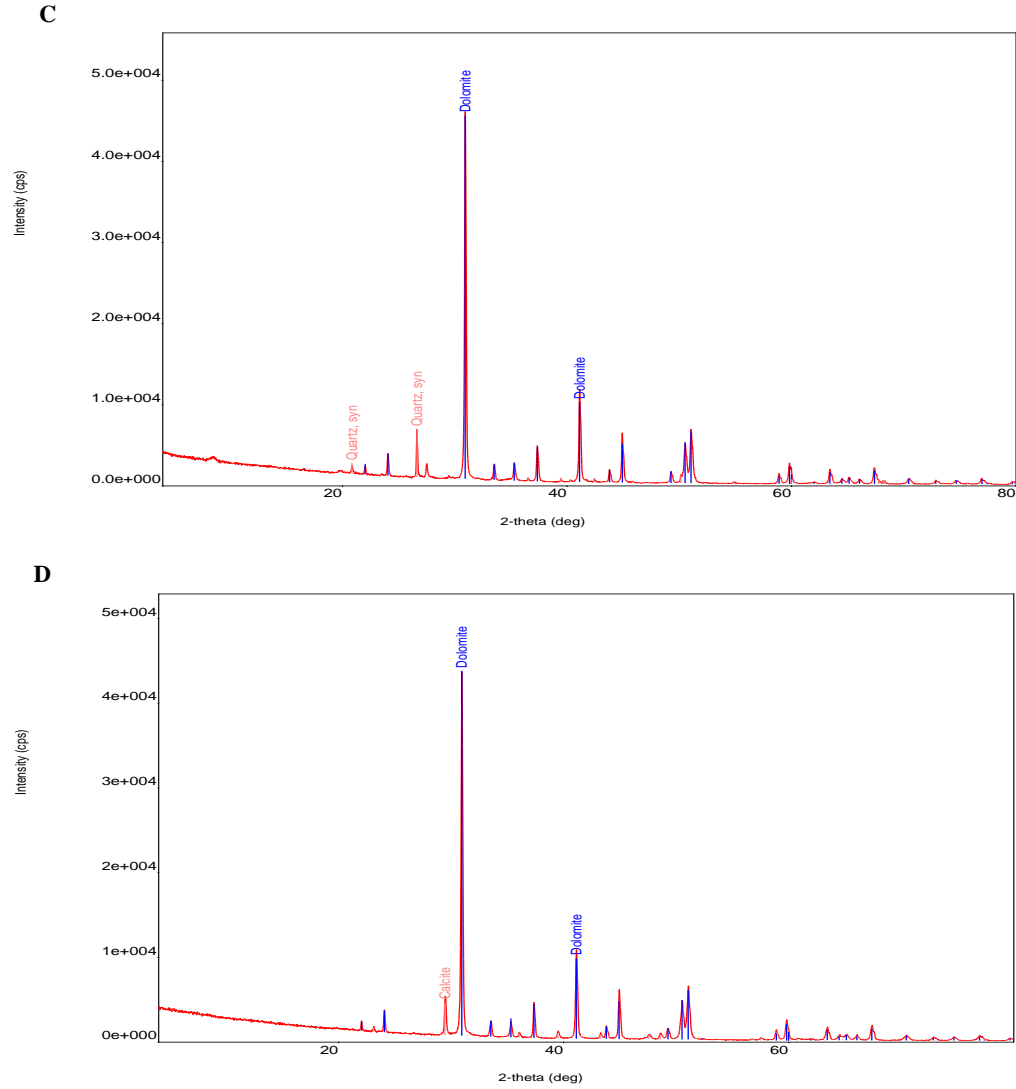 C
5.0e+004
4.0e+004
3.0e+004
2.0e+004
1.0e+004
0.0e+000
Intensity (cps)
Quartz, syn
Quartz, syn
Dolomite
Dolomite
20
40
60
80
2-theta (deg)
D
5e+004
4e+004
3e+004
2e+004
1e+004
0e+000
Intensity (cps)
Calcite
Dolomite
Dolomite
20
40
60
2-theta (deg)